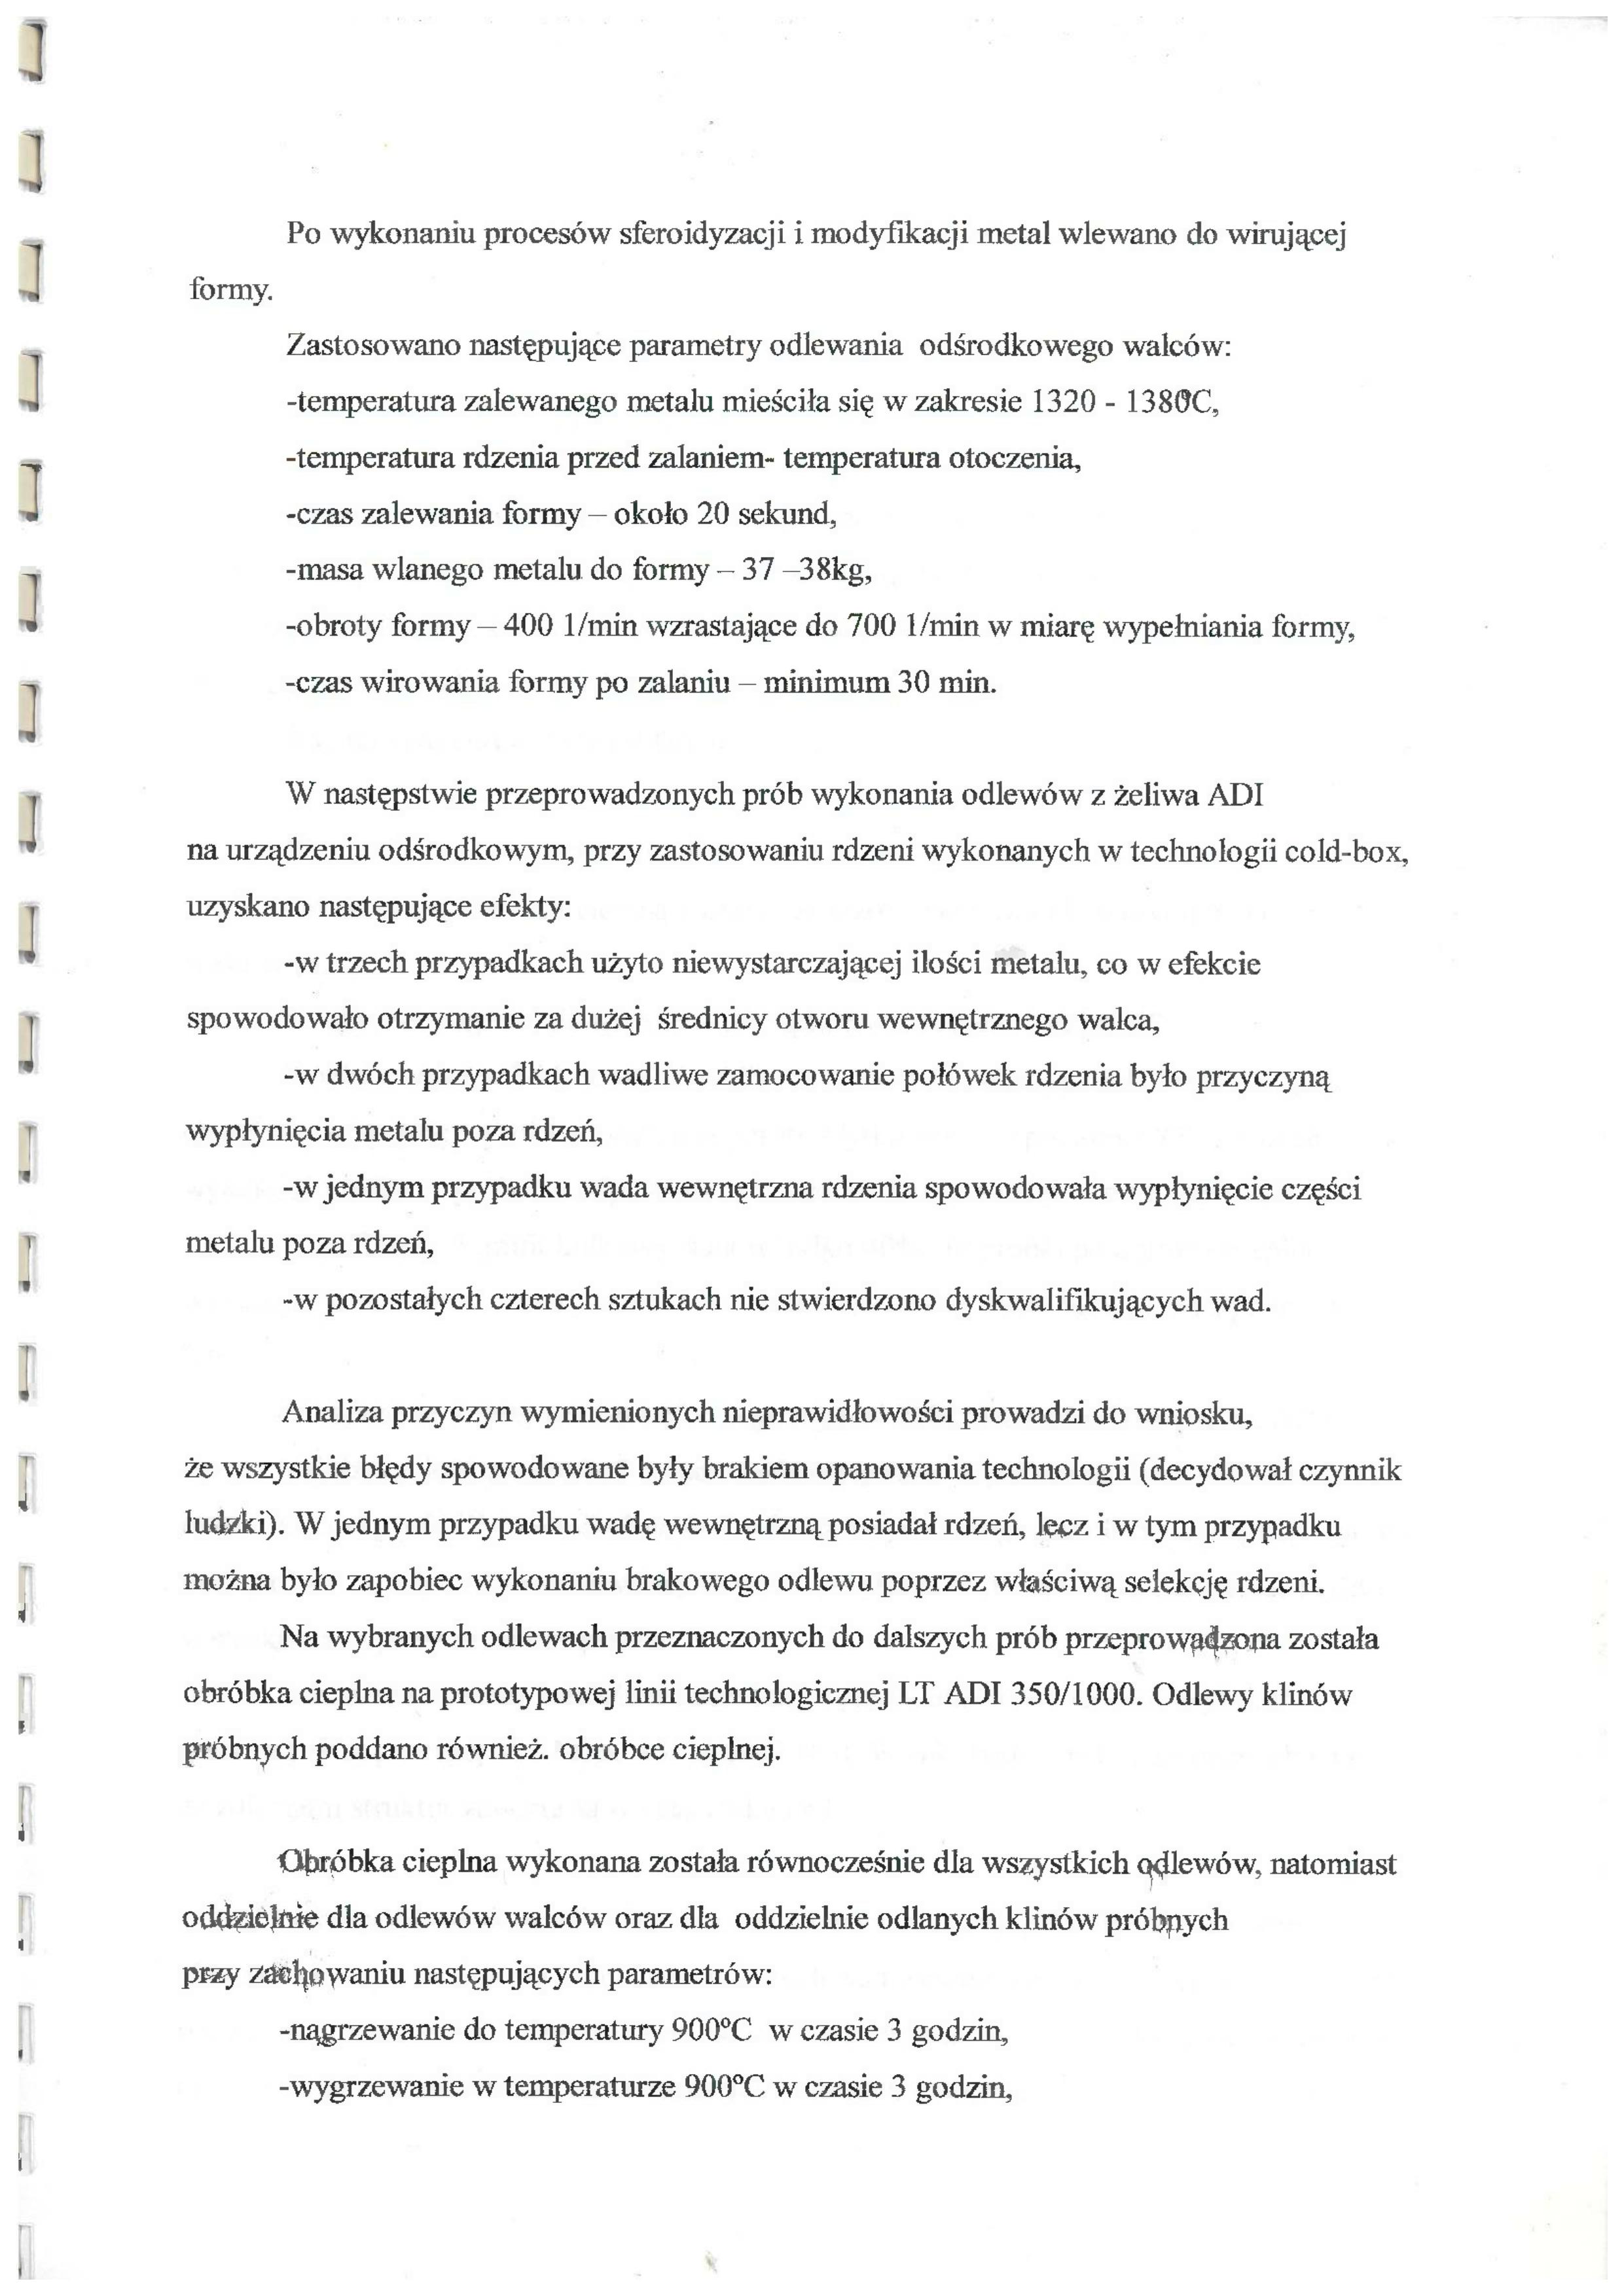 Po wykonaniu procesów sferoidyzacji i modyfikacji metal wlewano do wirującej
formy.
Zastosowano następujące parametry odlewania odśrodkowego walców:
-temperatura zalewanego metalu mieściła się w zakresie 1320 - 1380°C,
-temperatura rdzenia przed zalaniem- temperatura otoczenia,
-czas zalewania formy – około 20 sekund,
-masa wlanego metalu do formy – 37 –38kg,
-obroty formy – 400 1/min wzrastające do 700 1/min w miarę wypełniania formy,
-czas wirowania formy po zalaniu – minimum 30 min.
W następstwie przeprowadzonych prób wykonania odlewów z żeliwa ADI
na urządzeniu odśrodkowym, przy zastosowaniu rdzeni wykonanych w technologii cold-box,
uzyskano następujące efekty:
-w trzech przypadkach użyto niewystarczającej ilości metalu, co w efekcie
spowodowało otrzymanie za dużej średnicy otworu wewnętrznego walca,
-w dwóch przypadkach wadliwe zamocowanie połówek rdzenia było przyczyną
wypłynięcia metalu poza rdzeń,
-w jednym przypadku wada wewnętrzna rdzenia spowodowała wypłynięcie części
metalu poza rdzeń,
-w pozostałych czterech sztukach nie stwierdzono dyskwalifikujących wad.
Analiza przyczyn wymienionych nieprawidłowości prowadzi do wniosku,
że wszystkie błędy spowodowane były brakiem opanowania technologii (decydował czynnik
ludzki). W jednym przypadku wadę wewnętrzną posiadał rdzeń, lecz i w tym przypadku
można było zapobiec wykonaniu brakowego odlewu poprzez właściwą selekcję rdzeni.
Na wybranych odlewach przeznaczonych do dalszych prób przeprowadzona została
obróbka cieplna na prototypowej linii technologicznej LT ADI 350/1000. Odlewy klinów
próbnych poddano również. obróbce cieplnej.
Obróbka cieplna wykonana została równocześnie dla wszystkich odlewów, natomiast
oddzielnie dla odlewów walców oraz dla oddzielnie odlanych klinów próbnych
przy zachowaniu następujących parametrów:
-nagrzewanie do temperatury 900°C w czasie 3 godzin,
-wygrzewanie w temperaturze 900°C w czasie 3 godzin,